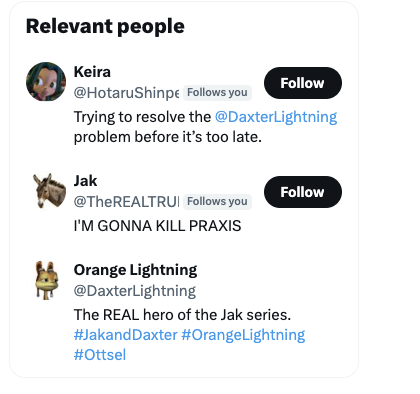 Relevant people
Keira
@HotaruShinpe Follows you
Follow
Trying to resolve the @DaxterLightning
problem before it’s too late.
Jak
@TheREALTRU Follows you
Follow
I'M GONNA KILL PRAXIS
Orange Lightning
@DaxterLightning
The REAL hero of the Jak series.
#JakandDaxter #OrangeLightning
#Ottsel